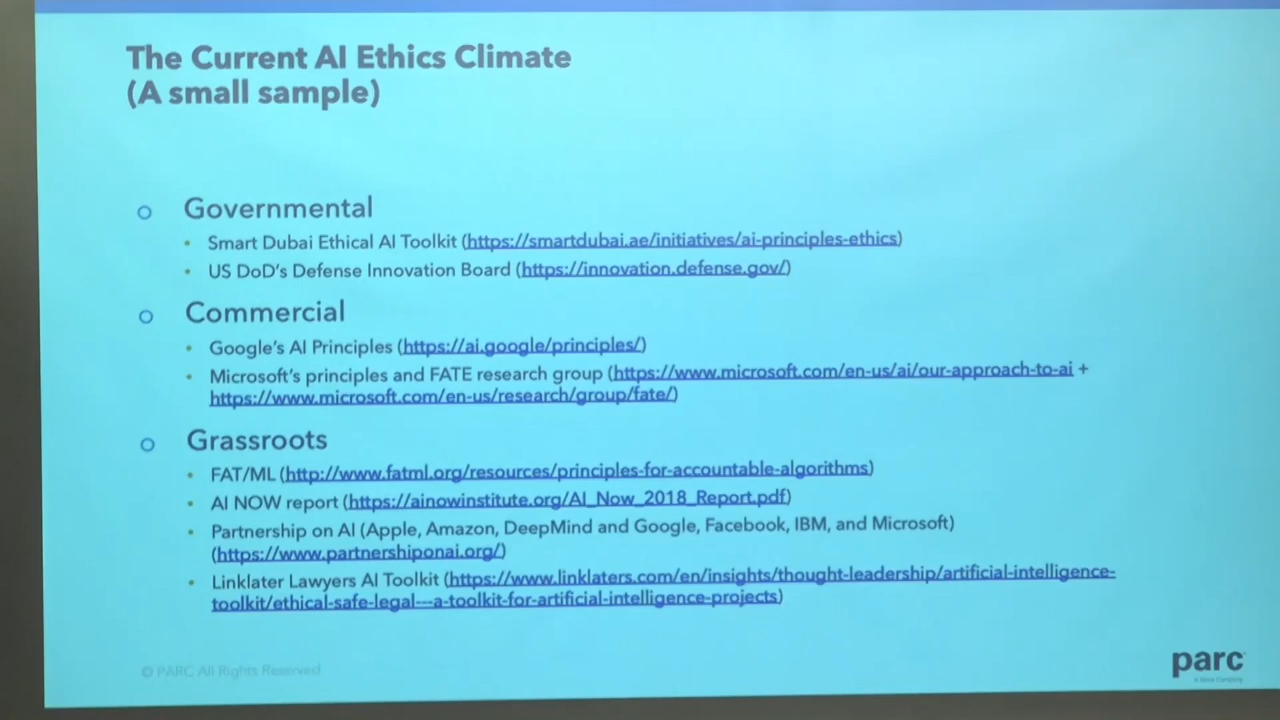 The Current AI Ethics Climate
(A small sample)
Governmental
Smart Dubai Ethical AI Toolkit (https://smartdubai.ae/initiatives/ai-principles-ethics)
US DoD's Defense Innovation Board (https://innovation.defense.gov/)
Commercial
Google's AI Principles (https://ai.google/principles/)
Microsoft's principles and FATE research group (https://www.microsoft.com/en-us/ai/our-approach-to-ai +
https://www.microsoft.com/en-us/research/group/fate/)
Grassroots
FAT/ML (http://www.fatml.org/resources/principles-for-accountable-algorithms)
AI NOW report (https://ainowinstitute.org/AI_Now_2018_Report.pdf)
Partnership on AI (Apple, Amazon, DeepMind and Google, Facebook, IBM, and Microsoft)
(https://www.partnershiponai.org/)
Linklater Lawyers AI Toolkit (https://www.linklaters.com/en/insights/thought-leadership/artificial-intelligence-
toolkit/ethical-safe-legal---a-toolkit-for-artificial-intelligence-projects)
© PARC All Rights Reserved
parc